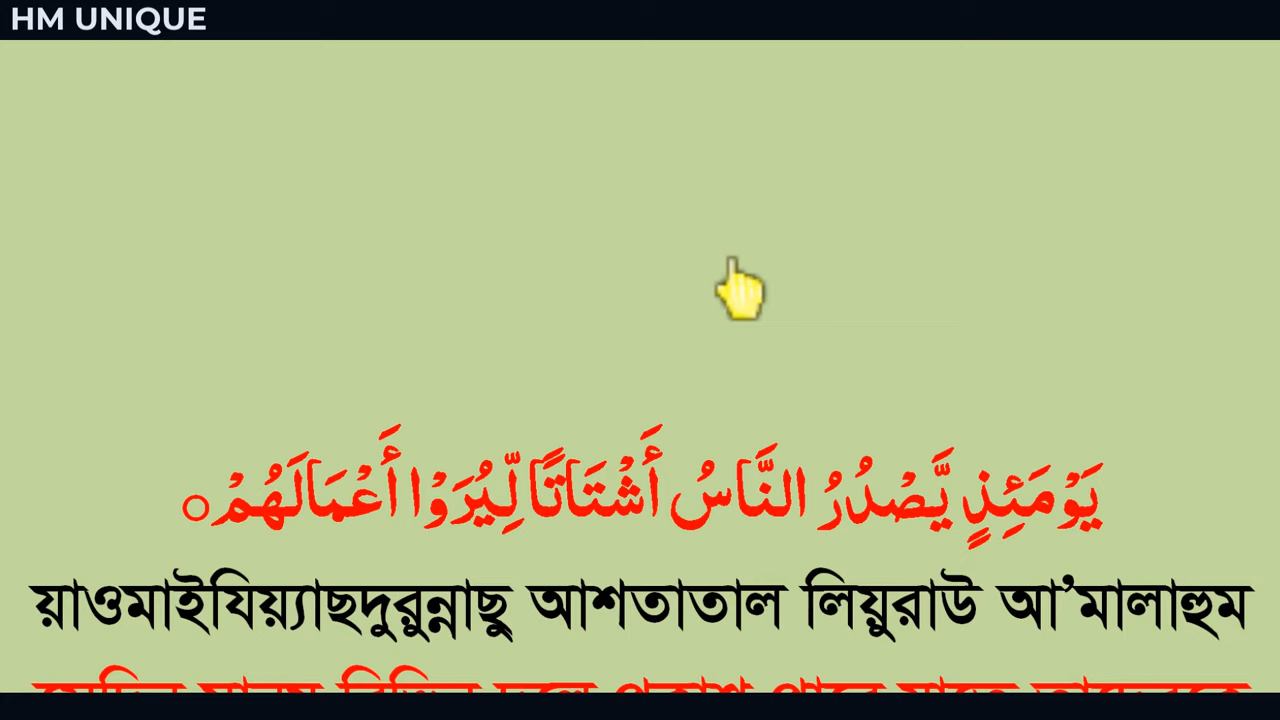 HM UNIQUE
يَوْمَئِذٍ يَّصْدُرُ النَّاسُ أَشْتَاتًا لِّيُرَوْا أَعْمَالَهُمْ○
য়াওমাইযিয়্যাছদুরুন্নাছু আশতাতাল লিয়ুরাউ আ’মালাহুম